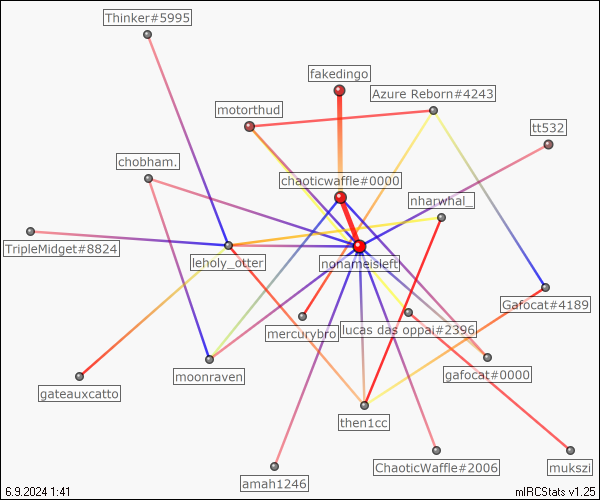 Thinker#5995
fakedingo
Azure Reborn#4243
motorthud
tt532
chobham.
chaoticwaffle#0000
nharwhal_
TripleMidget#8824
leholy_otter
nonameisleft
Gafocat#4189
mercurybro
lucas das oppai#2396
moonraven
gafocat#0000
gateauxcatto
then1cc
ChaoticWaffle#2006
mukszi
amah1246
6.9.2024 1:41
mIRCStats v1.25